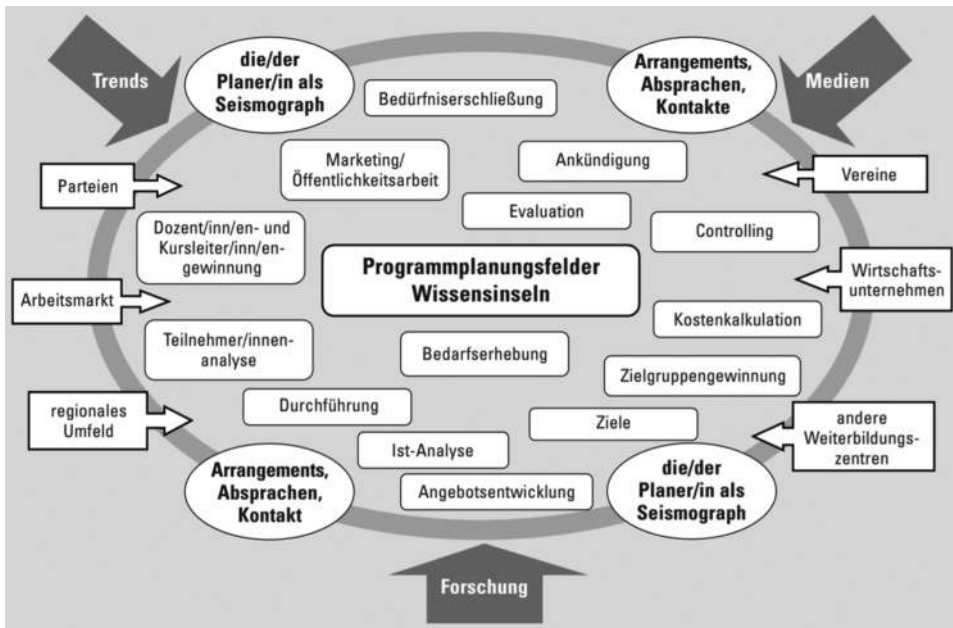 Trends
die/der
Planer/in als
Seismograph
Arrangements,
Absprachen,
Kontakte
Medien
Bedürfniserschließung
Marketing/
Öffentlichkeitsarbeit
Ankündigung
Parteien
Vereine
Evaluation
Dozent/inn/en- und
Kursleiter/inn/en-
gewinnung
Controlling
Programmplanungsfelder
Wissensinseln
Arbeitsmarkt
Wirtschafts-
unternehmen
Kostenkalkulation
Teilnehmer/innen-
analyse
Bedarfserhebung
Zielgruppengewinnung
regionales
Umfeld
Durchführung
Ziele
andere
Weiterbildungs-
zentren
Ist-Analyse
Arrangements,
Absprachen,
Kontakt
Angebotsentwicklung
die/der
Planer/in als
Seismograph
Forschung